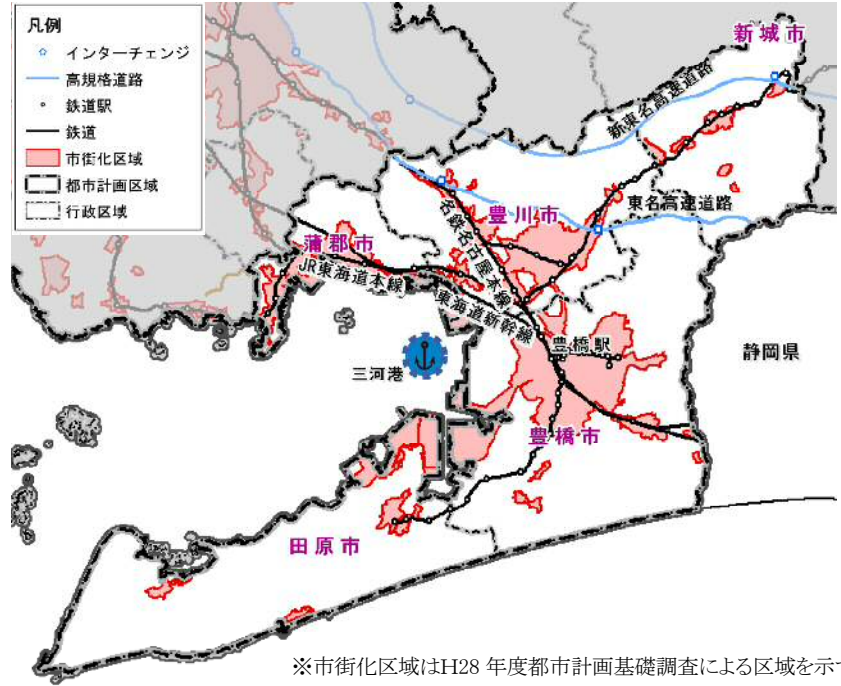 凡例
インターチェンジ
高規格道路
鉄道駅
鉄道
市街化区域
都市計画区域
行政区域
新城市
新東名高速道路
東名高速道路
豊川市
名鉄名古屋本線
蒲郡市
JR東海道本線
東海道新幹線
豊橋駅
静岡県
三河港
豊橋市
田原市
※市街化区域はH28 年度都市計画基礎調査による区域を示